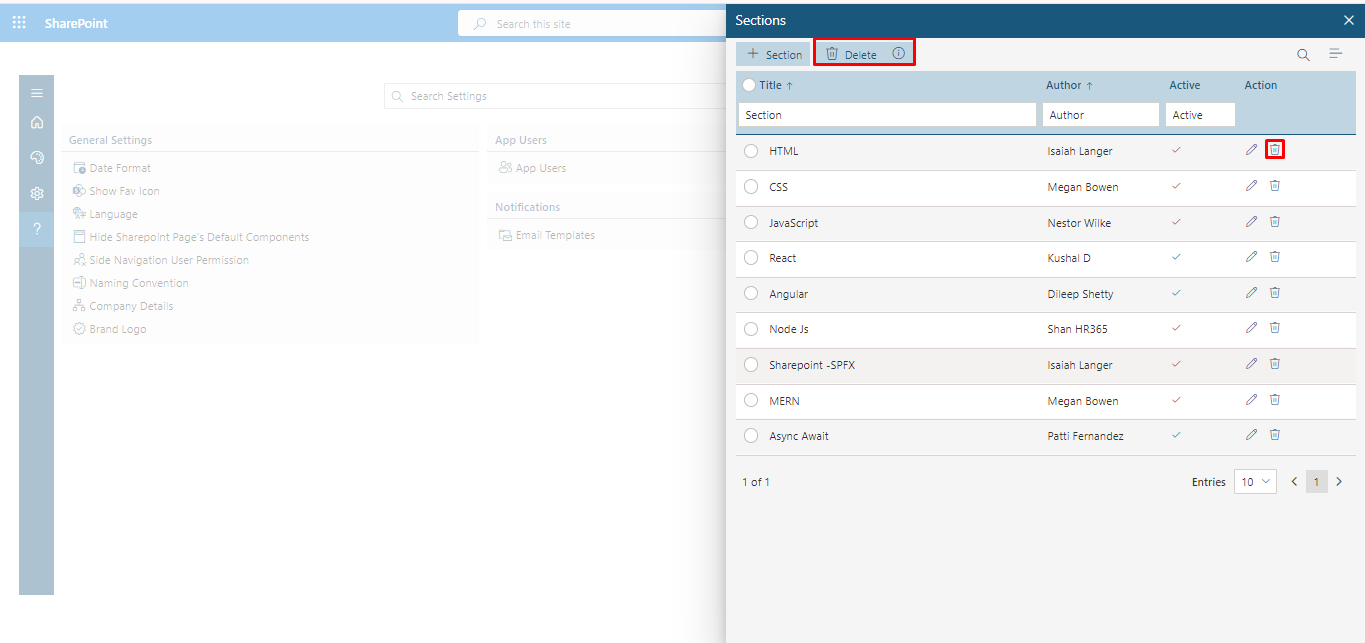 SharePoint
Search this site
Search Settings
General Settings
Date Format
Show Fav Icon
Language
Hide Sharepoint Page's Default Components
Side Navigation User Permission
Naming Convention
Company Details
Brand Logo
App Users
App Users
Notifications
Email Templates
Sections
Section Delete
Title Author Active Action
Section Author Active
HTML Isaiah Langer
CSS Megan Bowen
JavaScript Nestor Wilke
React Kushal D
Angular Dileep Shetty
Node Js Shan HR365
Sharepoint -SPFX Isaiah Langer
MERN Megan Bowen
Async Await Patti Fernandez
1 of 1 Entries 10 1